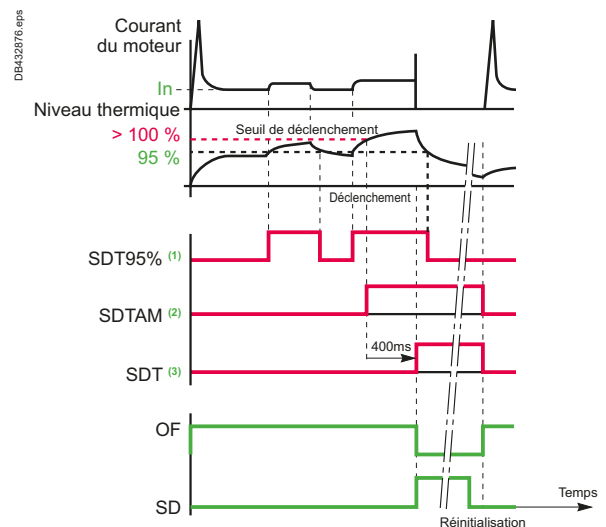 DB432876.eps
Courant
du moteur
In
Niveau thermique
> 100 %
Seuil de déclenchement
95 %
Déclenchement
SDT95% (1)
SDTAM (2)
400ms
SDT (3)
OF
SD
Temps
Réinitialisation